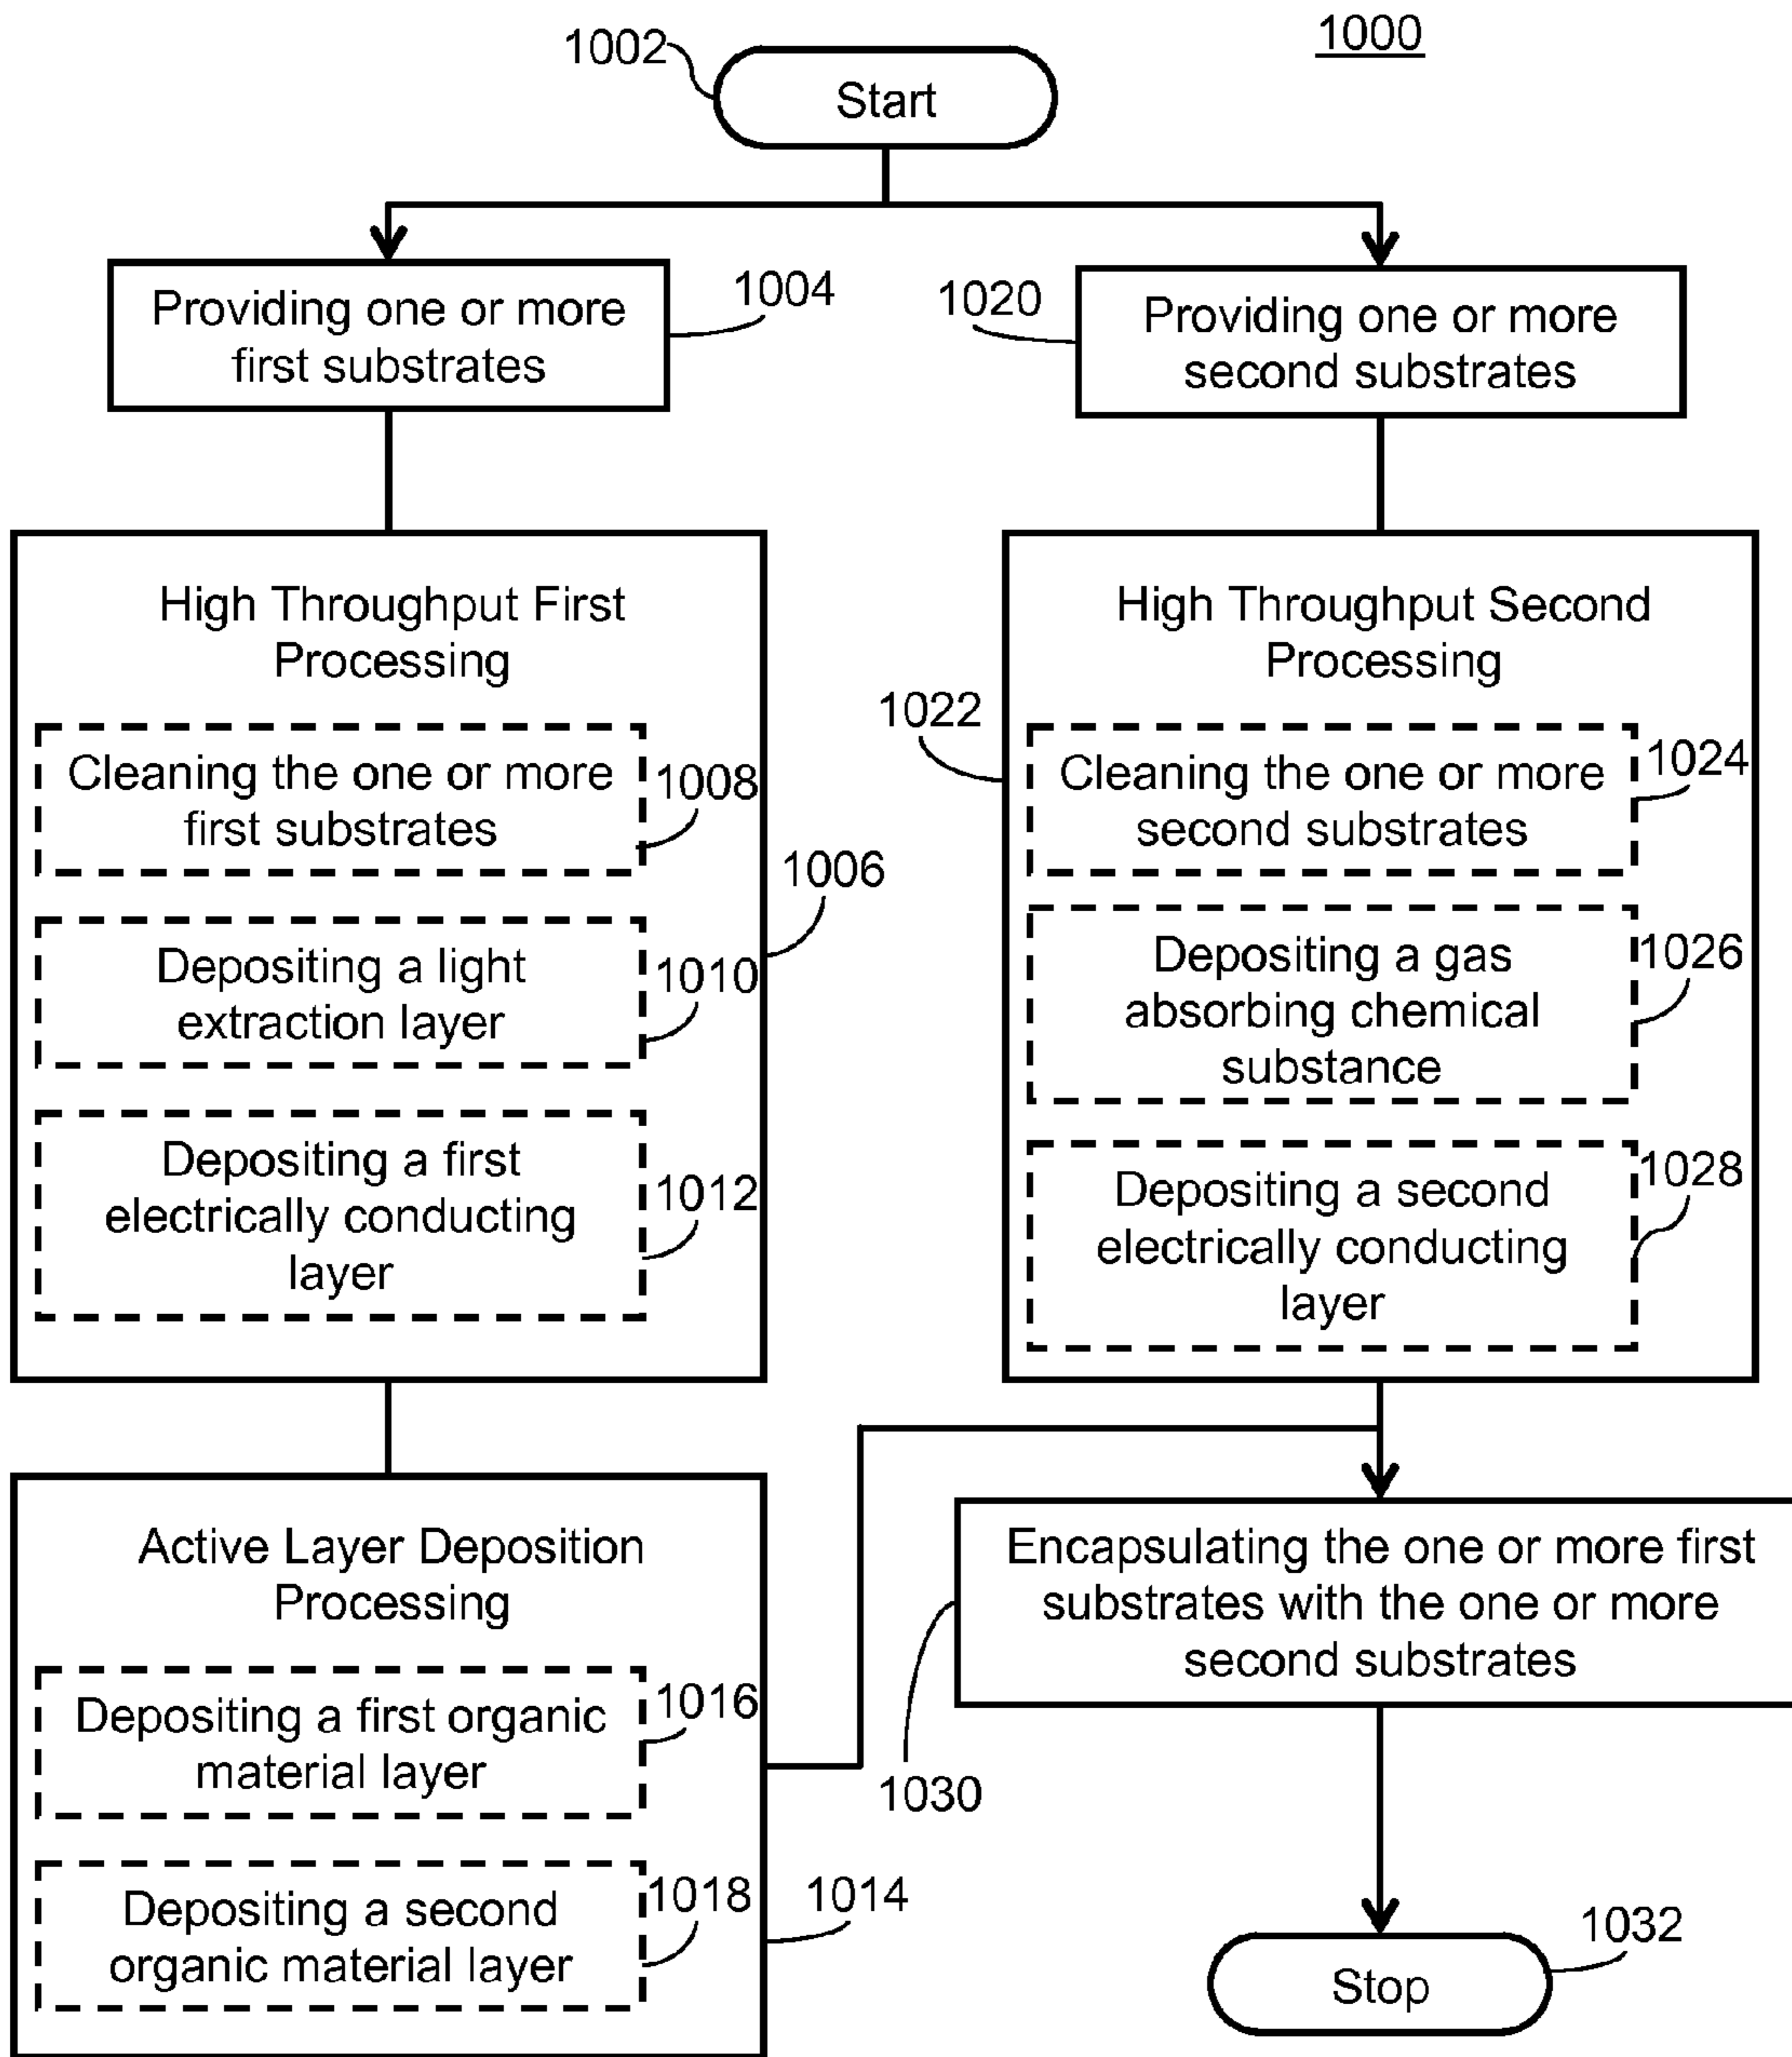 1000
1002
Start
Providing one or more
first substrates
1004
1020
Providing one or more
second substrates
High Throughput First
Processing
Cleaning the one or more
first substrates
1008
1006
Depositing a light
extraction layer
1010
Depositing a first
electrically conducting
layer
1012
High Throughput Second
Processing
1022
Cleaning the one or more
second substrates
1024
Depositing a gas
absorbing chemical
substance
1026
Depositing a second
electrically conducting
layer
1028
Active Layer Deposition
Processing
Depositing a first organic
material layer
1016
Depositing a second
organic material layer
1018
1014
Encapsulating the one or more first
substrates with the one or more
second substrates
1030
Stop
1032